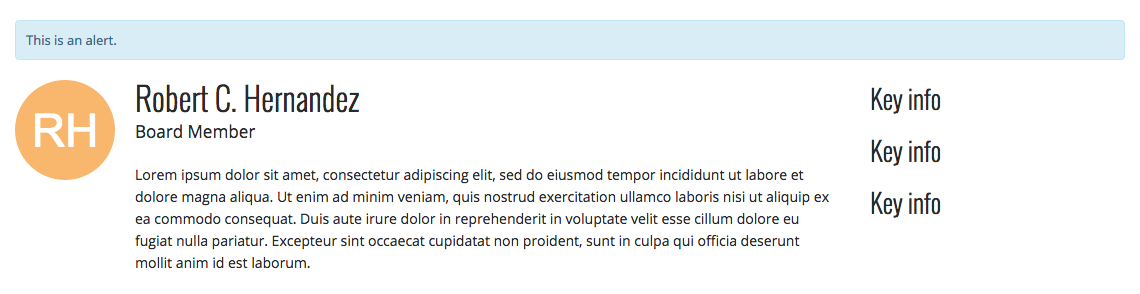 This is an alert.
RH
Robert C. Hernandez
Board Member
Lorem ipsum dolor sit amet, consectetur adipiscing elit, sed do eiusmod tempor incididunt ut labore et
dolore magna aliqua. Ut enim ad minim veniam, quis nostrud exercitation ullamco laboris nisi ut aliquip ex
ea commodo consequat. Duis aute irure dolor in reprehenderit in voluptate velit esse cillum dolore eu
fugiat nulla pariatur. Excepteur sint occaecat cupidatat non proident, sunt in culpa qui officia deserunt
mollit anim id est laborum.
Key info
Key info
Key info